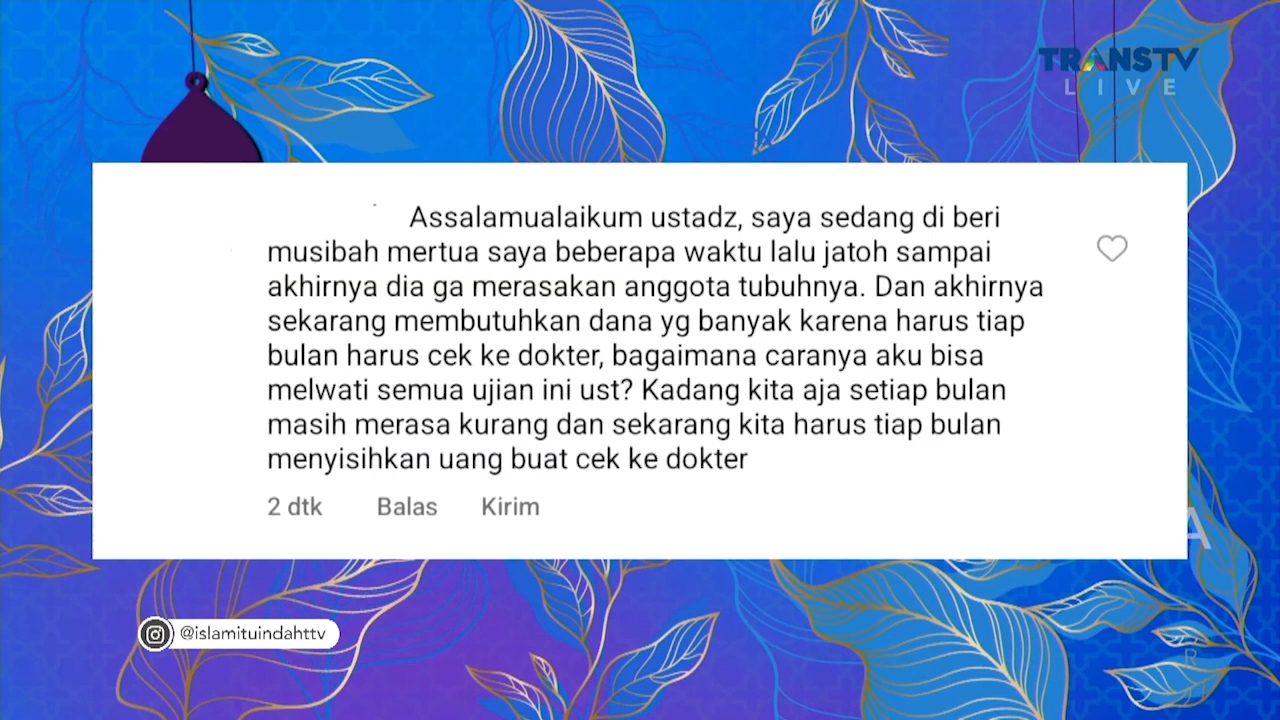 TRANSTV
LIVE
Assalamualaikum ustadz, saya sedang di beri
musibah mertua saya beberapa waktu lalu jatoh sampai
akhirnya dia ga merasakan anggota tubuhnya. Dan akhirnya
sekarang membutuhkan dana yg banyak karena harus tiap
bulan harus cek ke dokter, bagaimana caranya aku bisa
melwati semua ujian ini ust? Kadang kita aja setiap bulan
masih merasa kurang dan sekarang kita harus tiap bulan
menyisihkan uang buat cek ke dokter
2 dtk Balas Kirim
@islamituindahttv